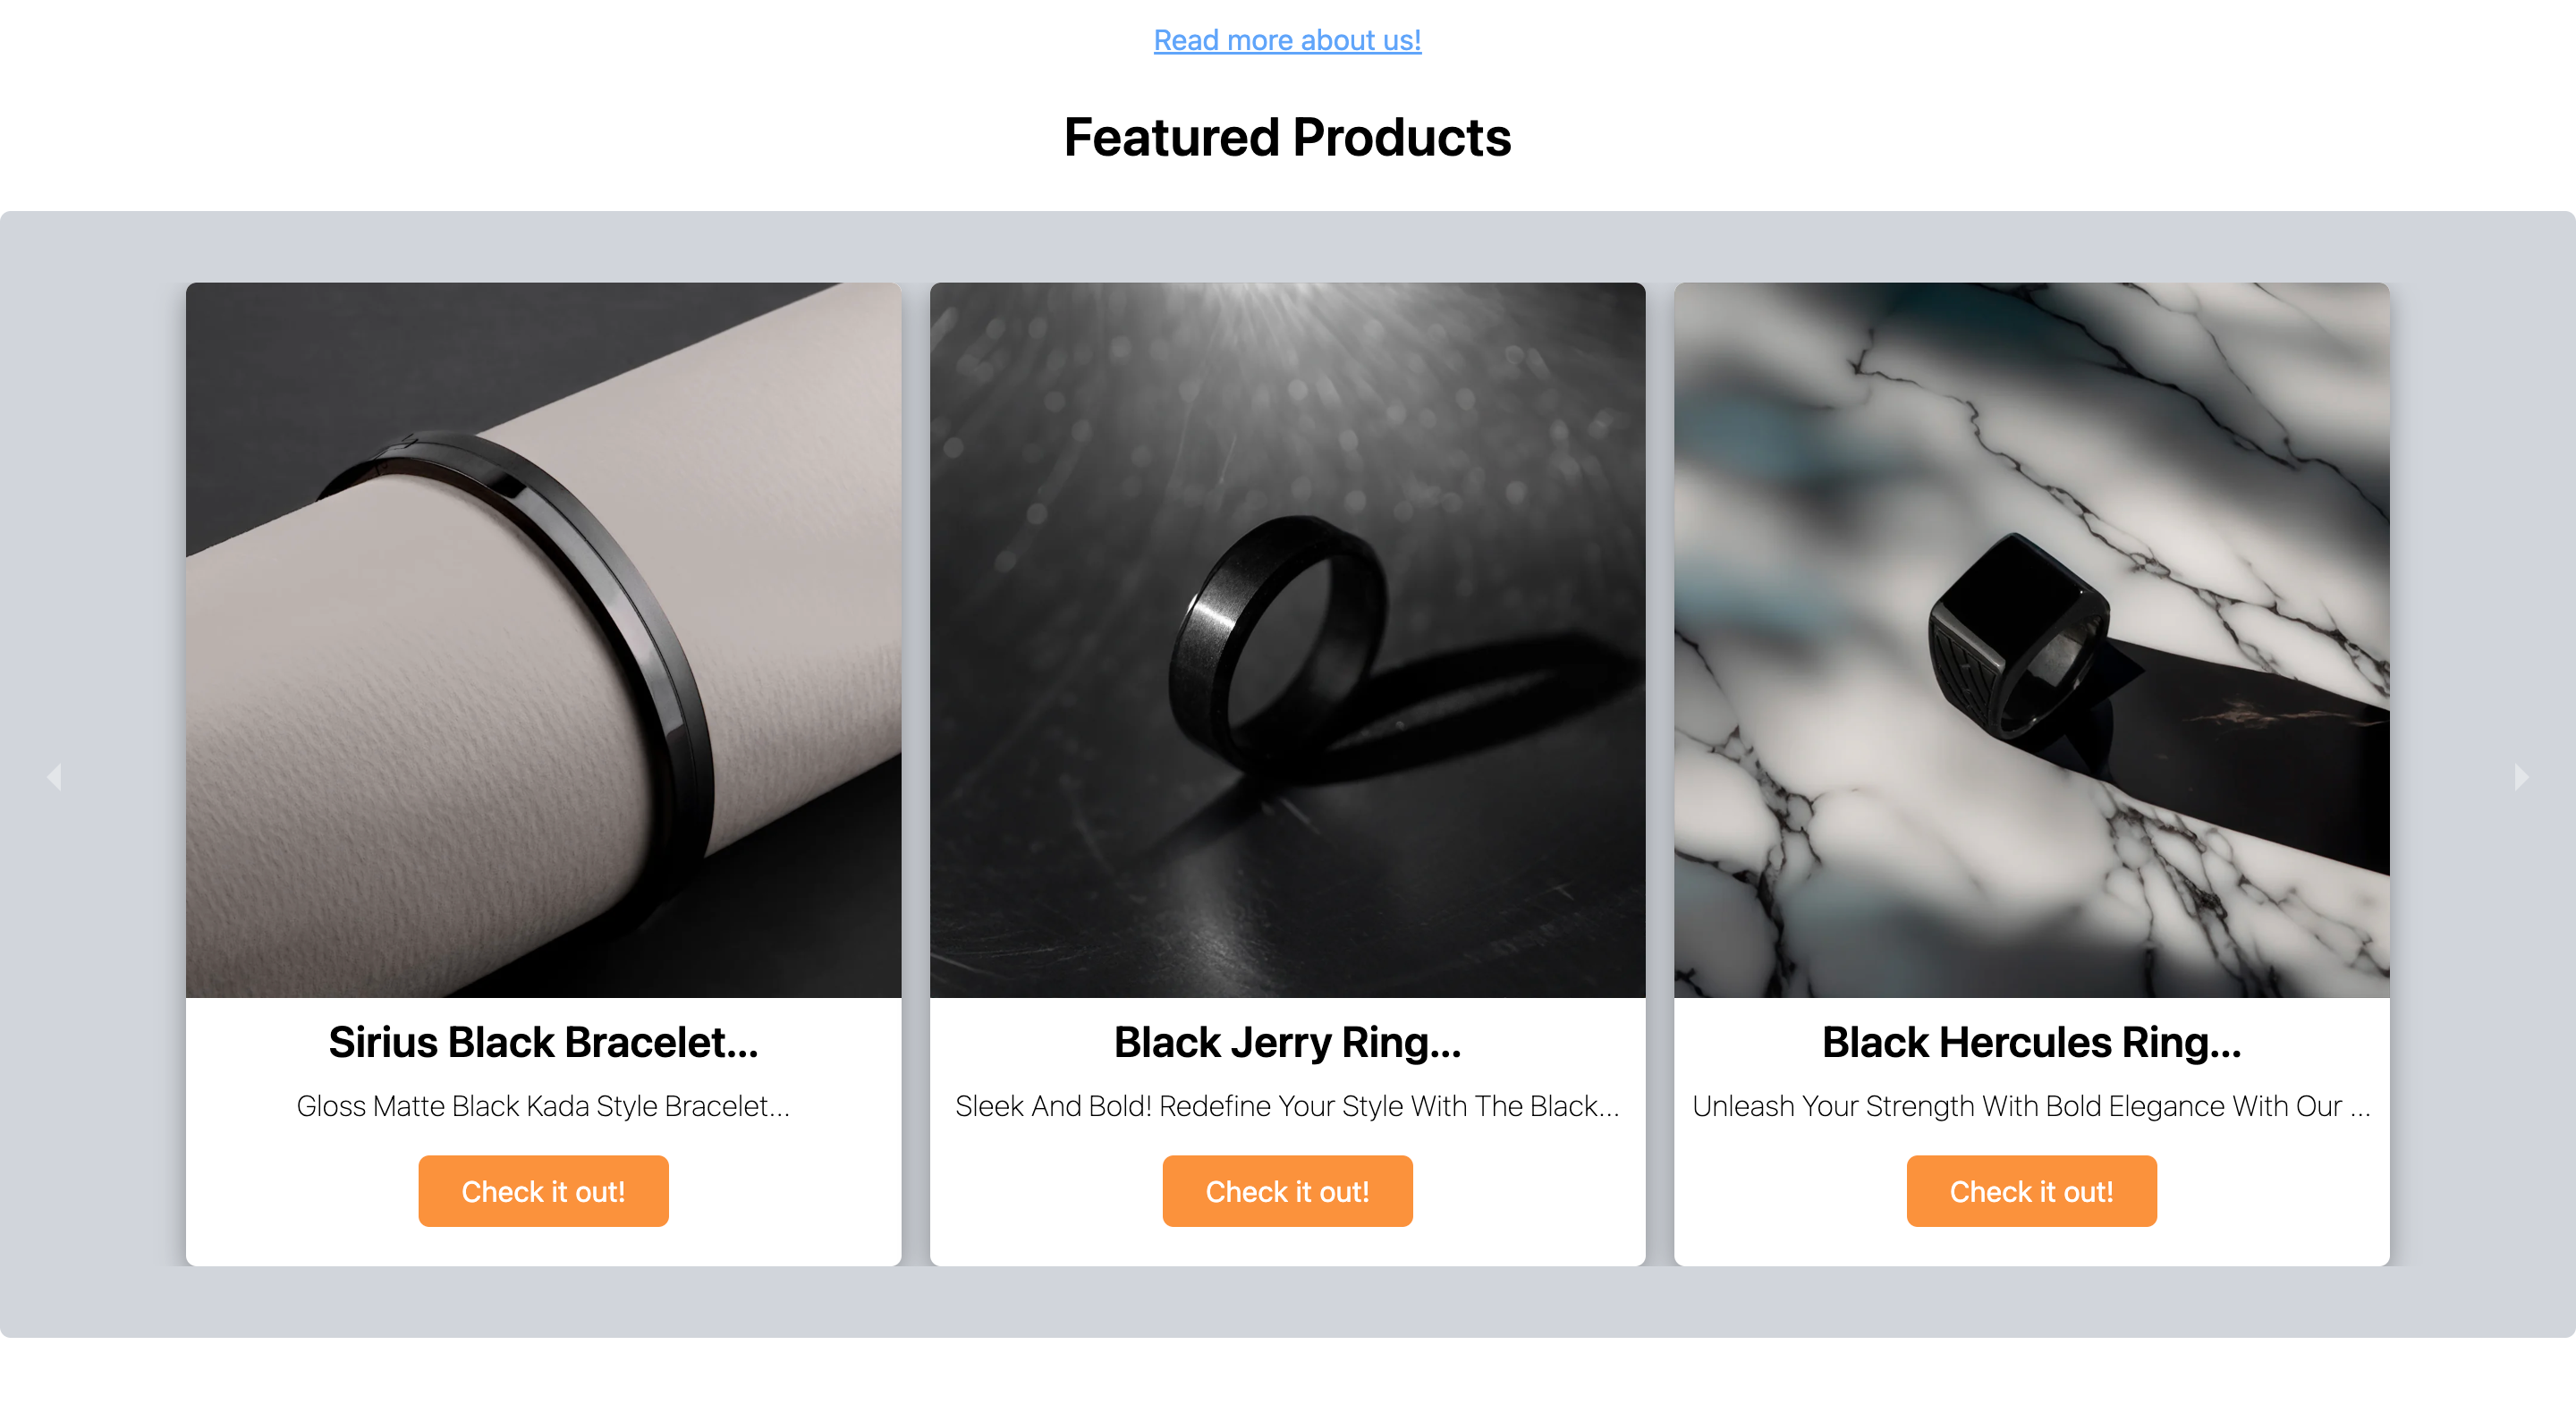 Read more about us!
Featured Products
Sirius Black Bracelet...
Gloss Matte Black Kada Style Bracelet...
Check it out!
Black Jerry Ring...
Sleek And Bold! Redefine Your Style With The Black...
Check it out!
Black Hercules Ring...
Unleash Your Strength With Bold Elegance With Our ...
Check it out!